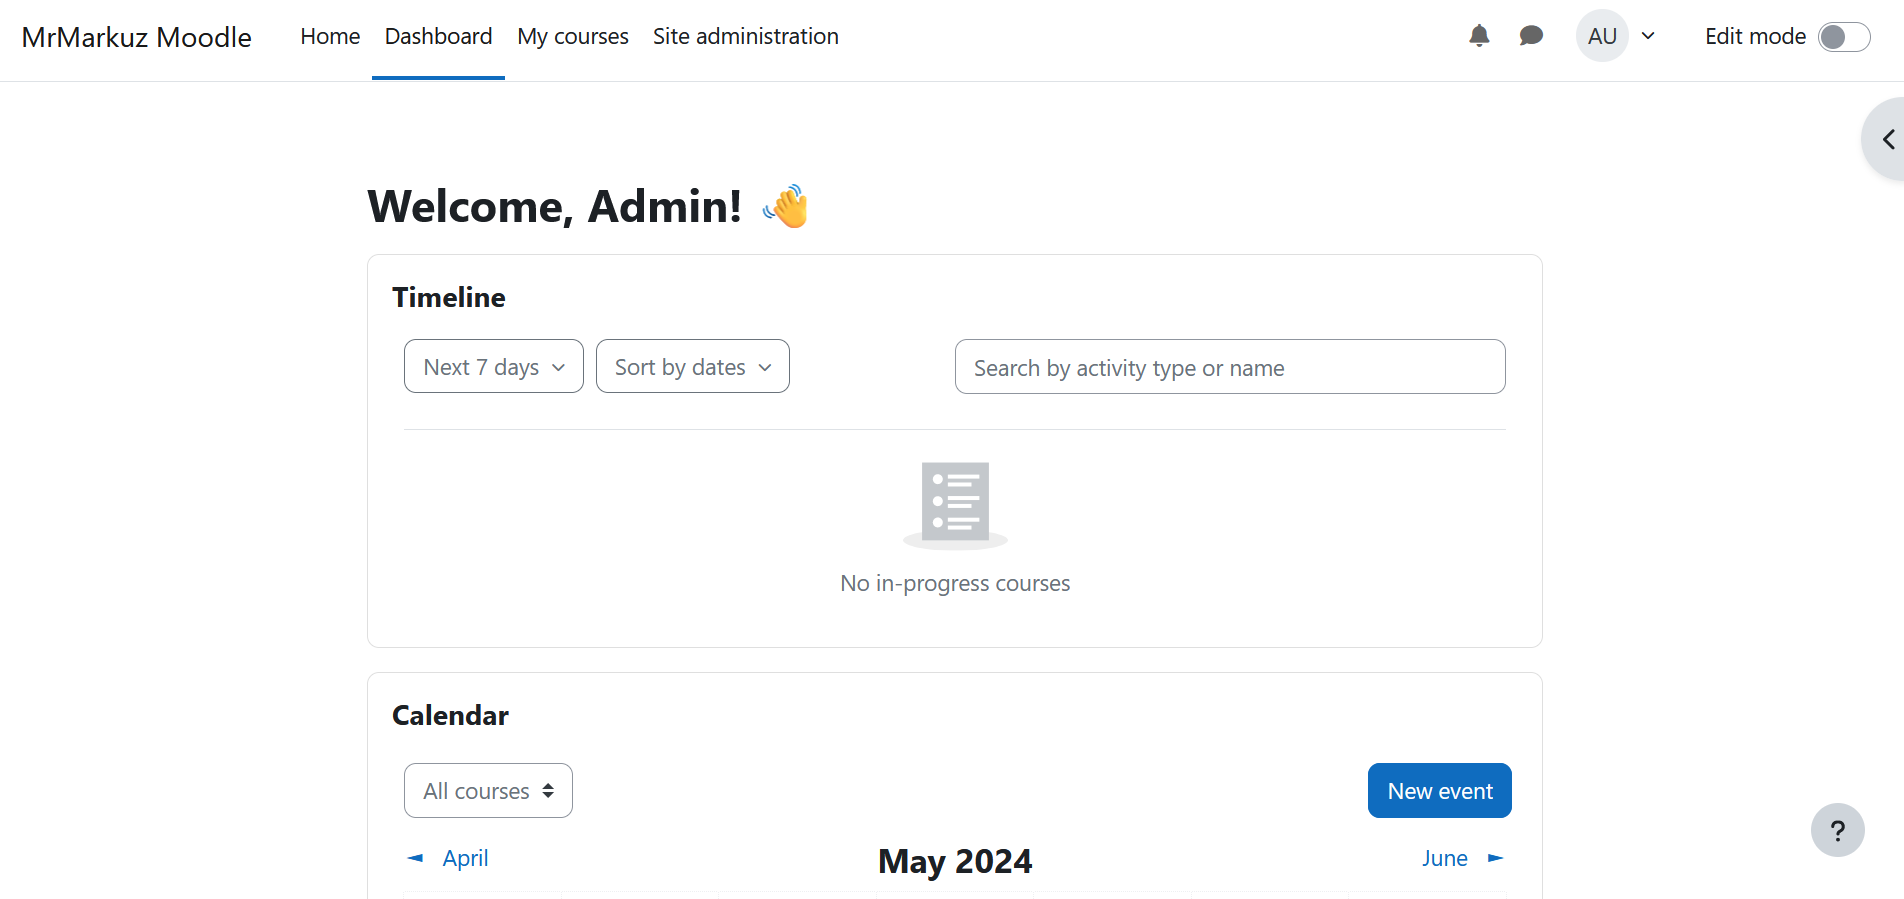 MrMarkuz Moodle Home Dashboard My courses Site administration AU Edit mode
Welcome, Admin! 👋
Timeline
Next 7 days Sort by dates Search by activity type or name
No in-progress courses
Calendar
All courses New event
?
◄ April May 2024 June ►